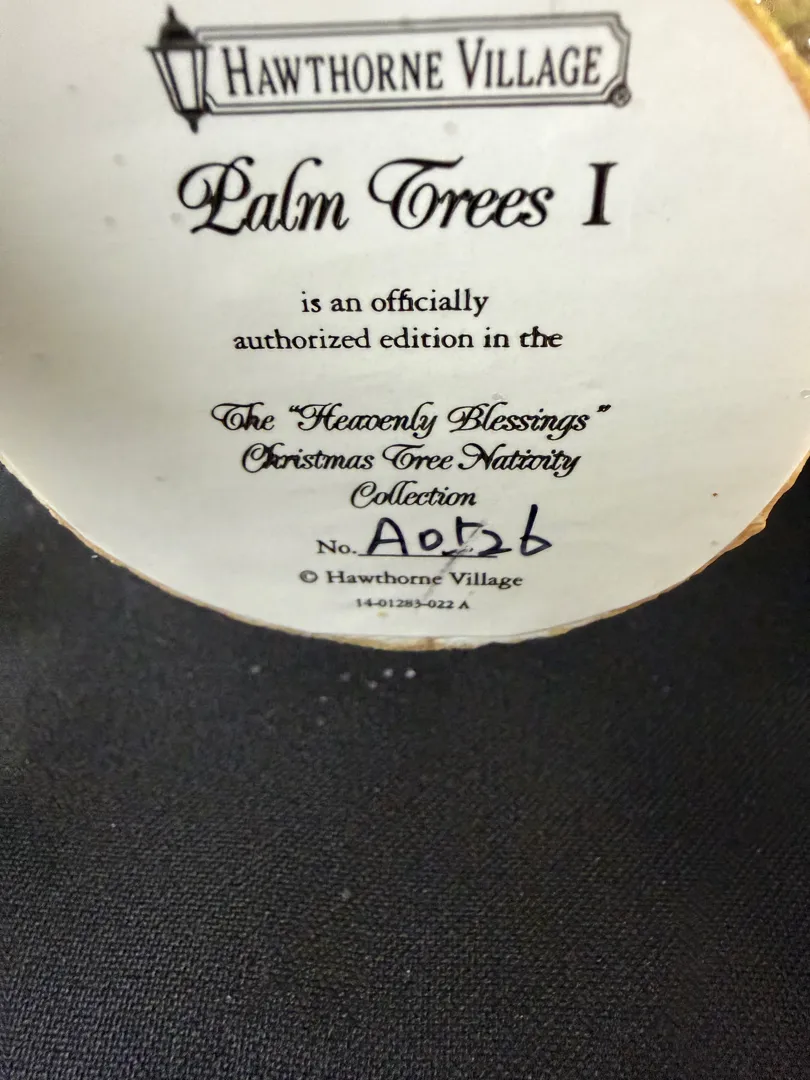 HAWTHORNE VILLAGE ®
Palm Trees I
is an officially
authorized edition in the
The "Heavenly Blessings"
Christmas Tree Nativity
Collection
No. A0526
© Hawthorne Village
14-01283-022 A